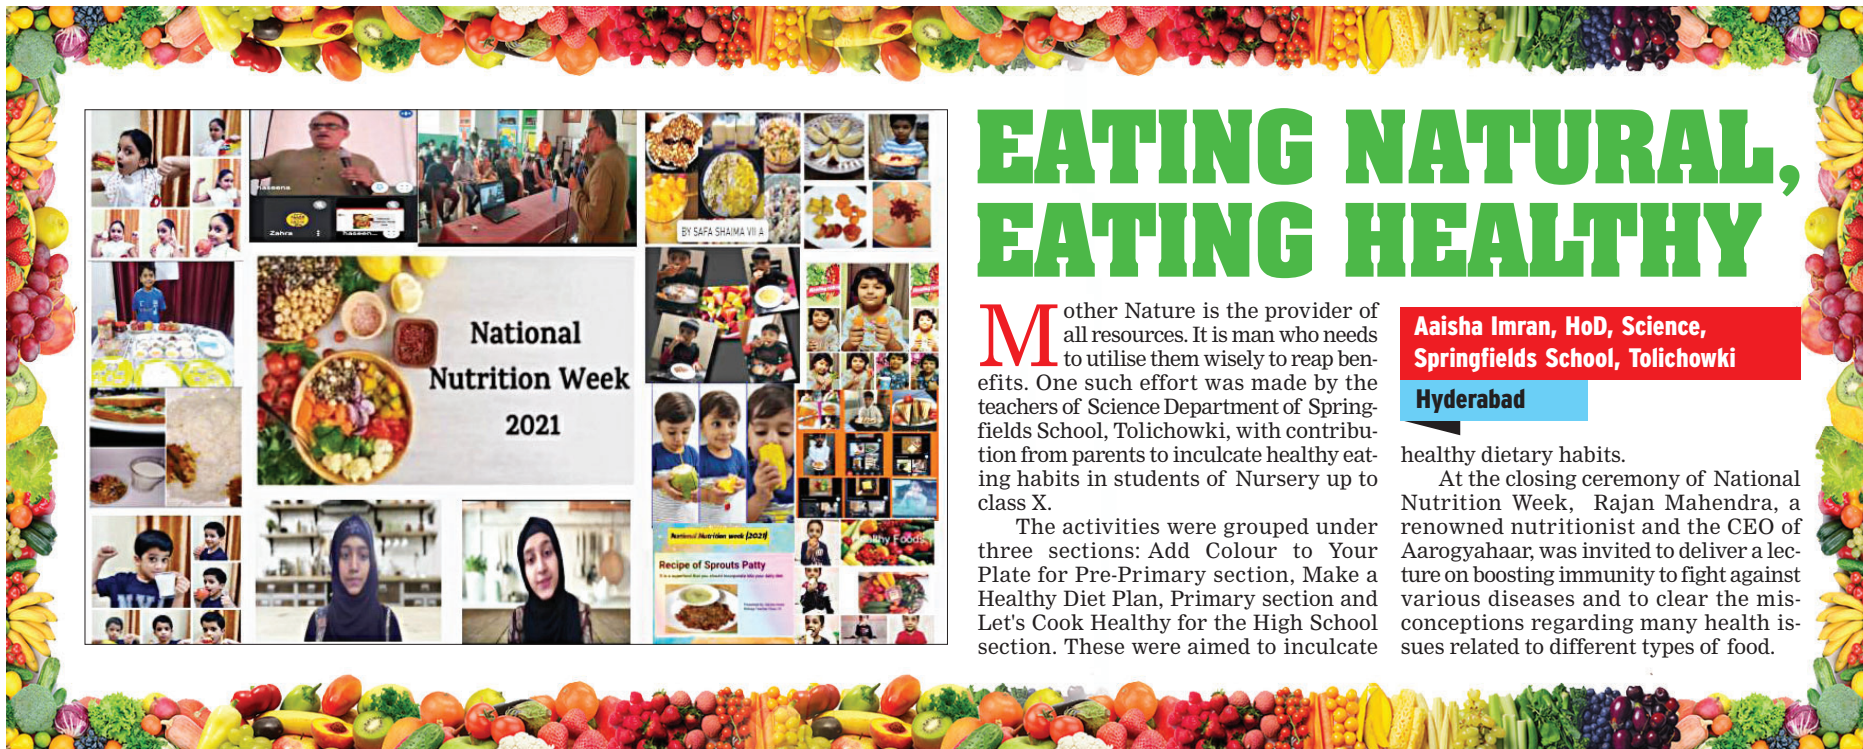 haseena
Zahra
haseen...
BY SAFA SHAIMA VII A
National
Nutrition Week
2021
National Nutrition week (2021)
Recipe of Sprouts Patty
Healthy Foods
EATING NATURAL,
EATING HEALTHY
Mother Nature is the provider of
all resources. It is man who needs
to utilise them wisely to reap ben-
efits. One such effort was made by the
teachers of Science Department of Spring-
fields School, Tolichowki, with contribu-
tion from parents to inculcate healthy eat-
ing habits in students of Nursery up to
class X.
The activities were grouped under
three sections: Add Colour to Your
Plate for Pre-Primary section, Make a
Healthy Diet Plan, Primary section and
Let's Cook Healthy for the High School
section. These were aimed to inculcate
Aaisha Imran, HoD, Science,
Springfields School, Tolichowki
Hyderabad
healthy dietary habits.
At the closing ceremony of National
Nutrition Week, Rajan Mahendra, a
renowned nutritionist and the CEO of
Aarogyahaar, was invited to deliver a lec-
ture on boosting immunity to fight against
various diseases and to clear the mis-
conceptions regarding many health is-
sues related to different types of food.